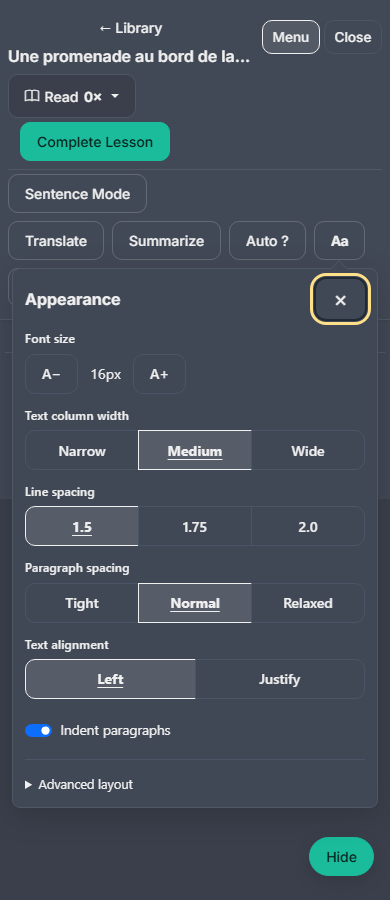 ← Library
Une promenade au bord de la...
Menu
Close
Read 0×
Complete Lesson
Sentence Mode
Translate
Summarize
Auto ?
Aa
Appearance
×
Font size
A−
16px
A+
Text column width
Narrow
Medium
Wide
Line spacing
1.5
1.75
2.0
Paragraph spacing
Tight
Normal
Relaxed
Text alignment
Left
Justify
Indent paragraphs
Advanced layout
Hide